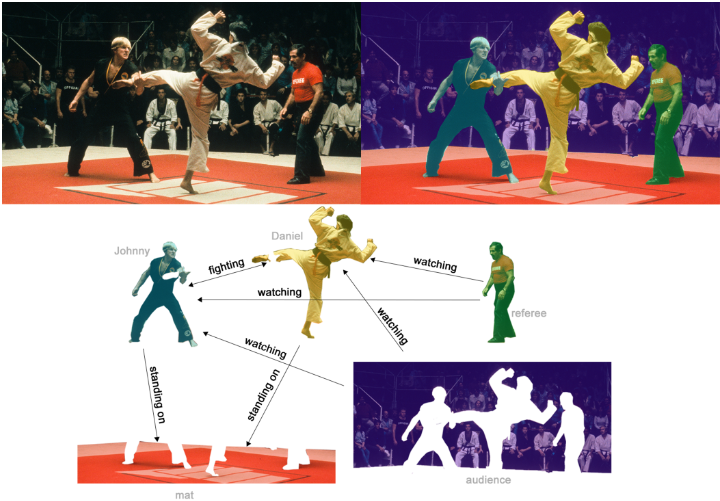 Daniel
Johnny
fighting
watching
watching
referee
watching
watching
standing on
standing on
audience
mat